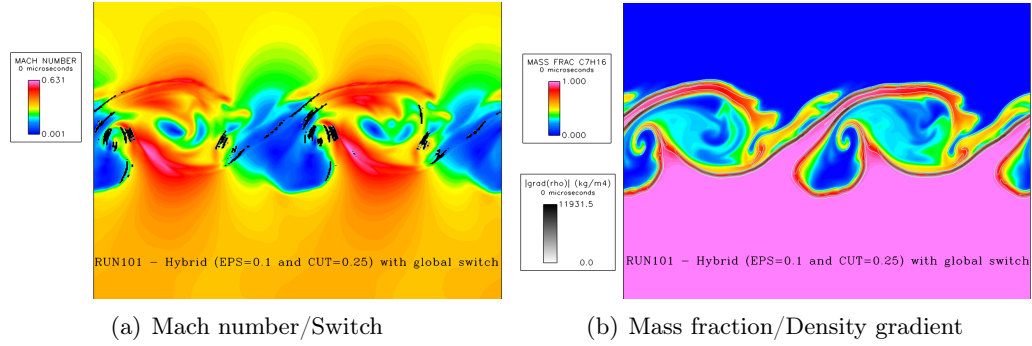 MACH NUMBER
0 microseconds
0.631
0.001
RUN101 – Hybrid (EPS=0.1 and CUT=0.25) with global switch
(a) Mach number/Switch
MASS FRAC C7H16
0 microseconds
1.000
0.000
|grad(rho)| (kg/m4)
0 microseconds
11931.5
0.0
RUN101 – Hybrid (EPS=0.1 and CUT=0.25) with global switch
(b) Mass fraction/Density gradient